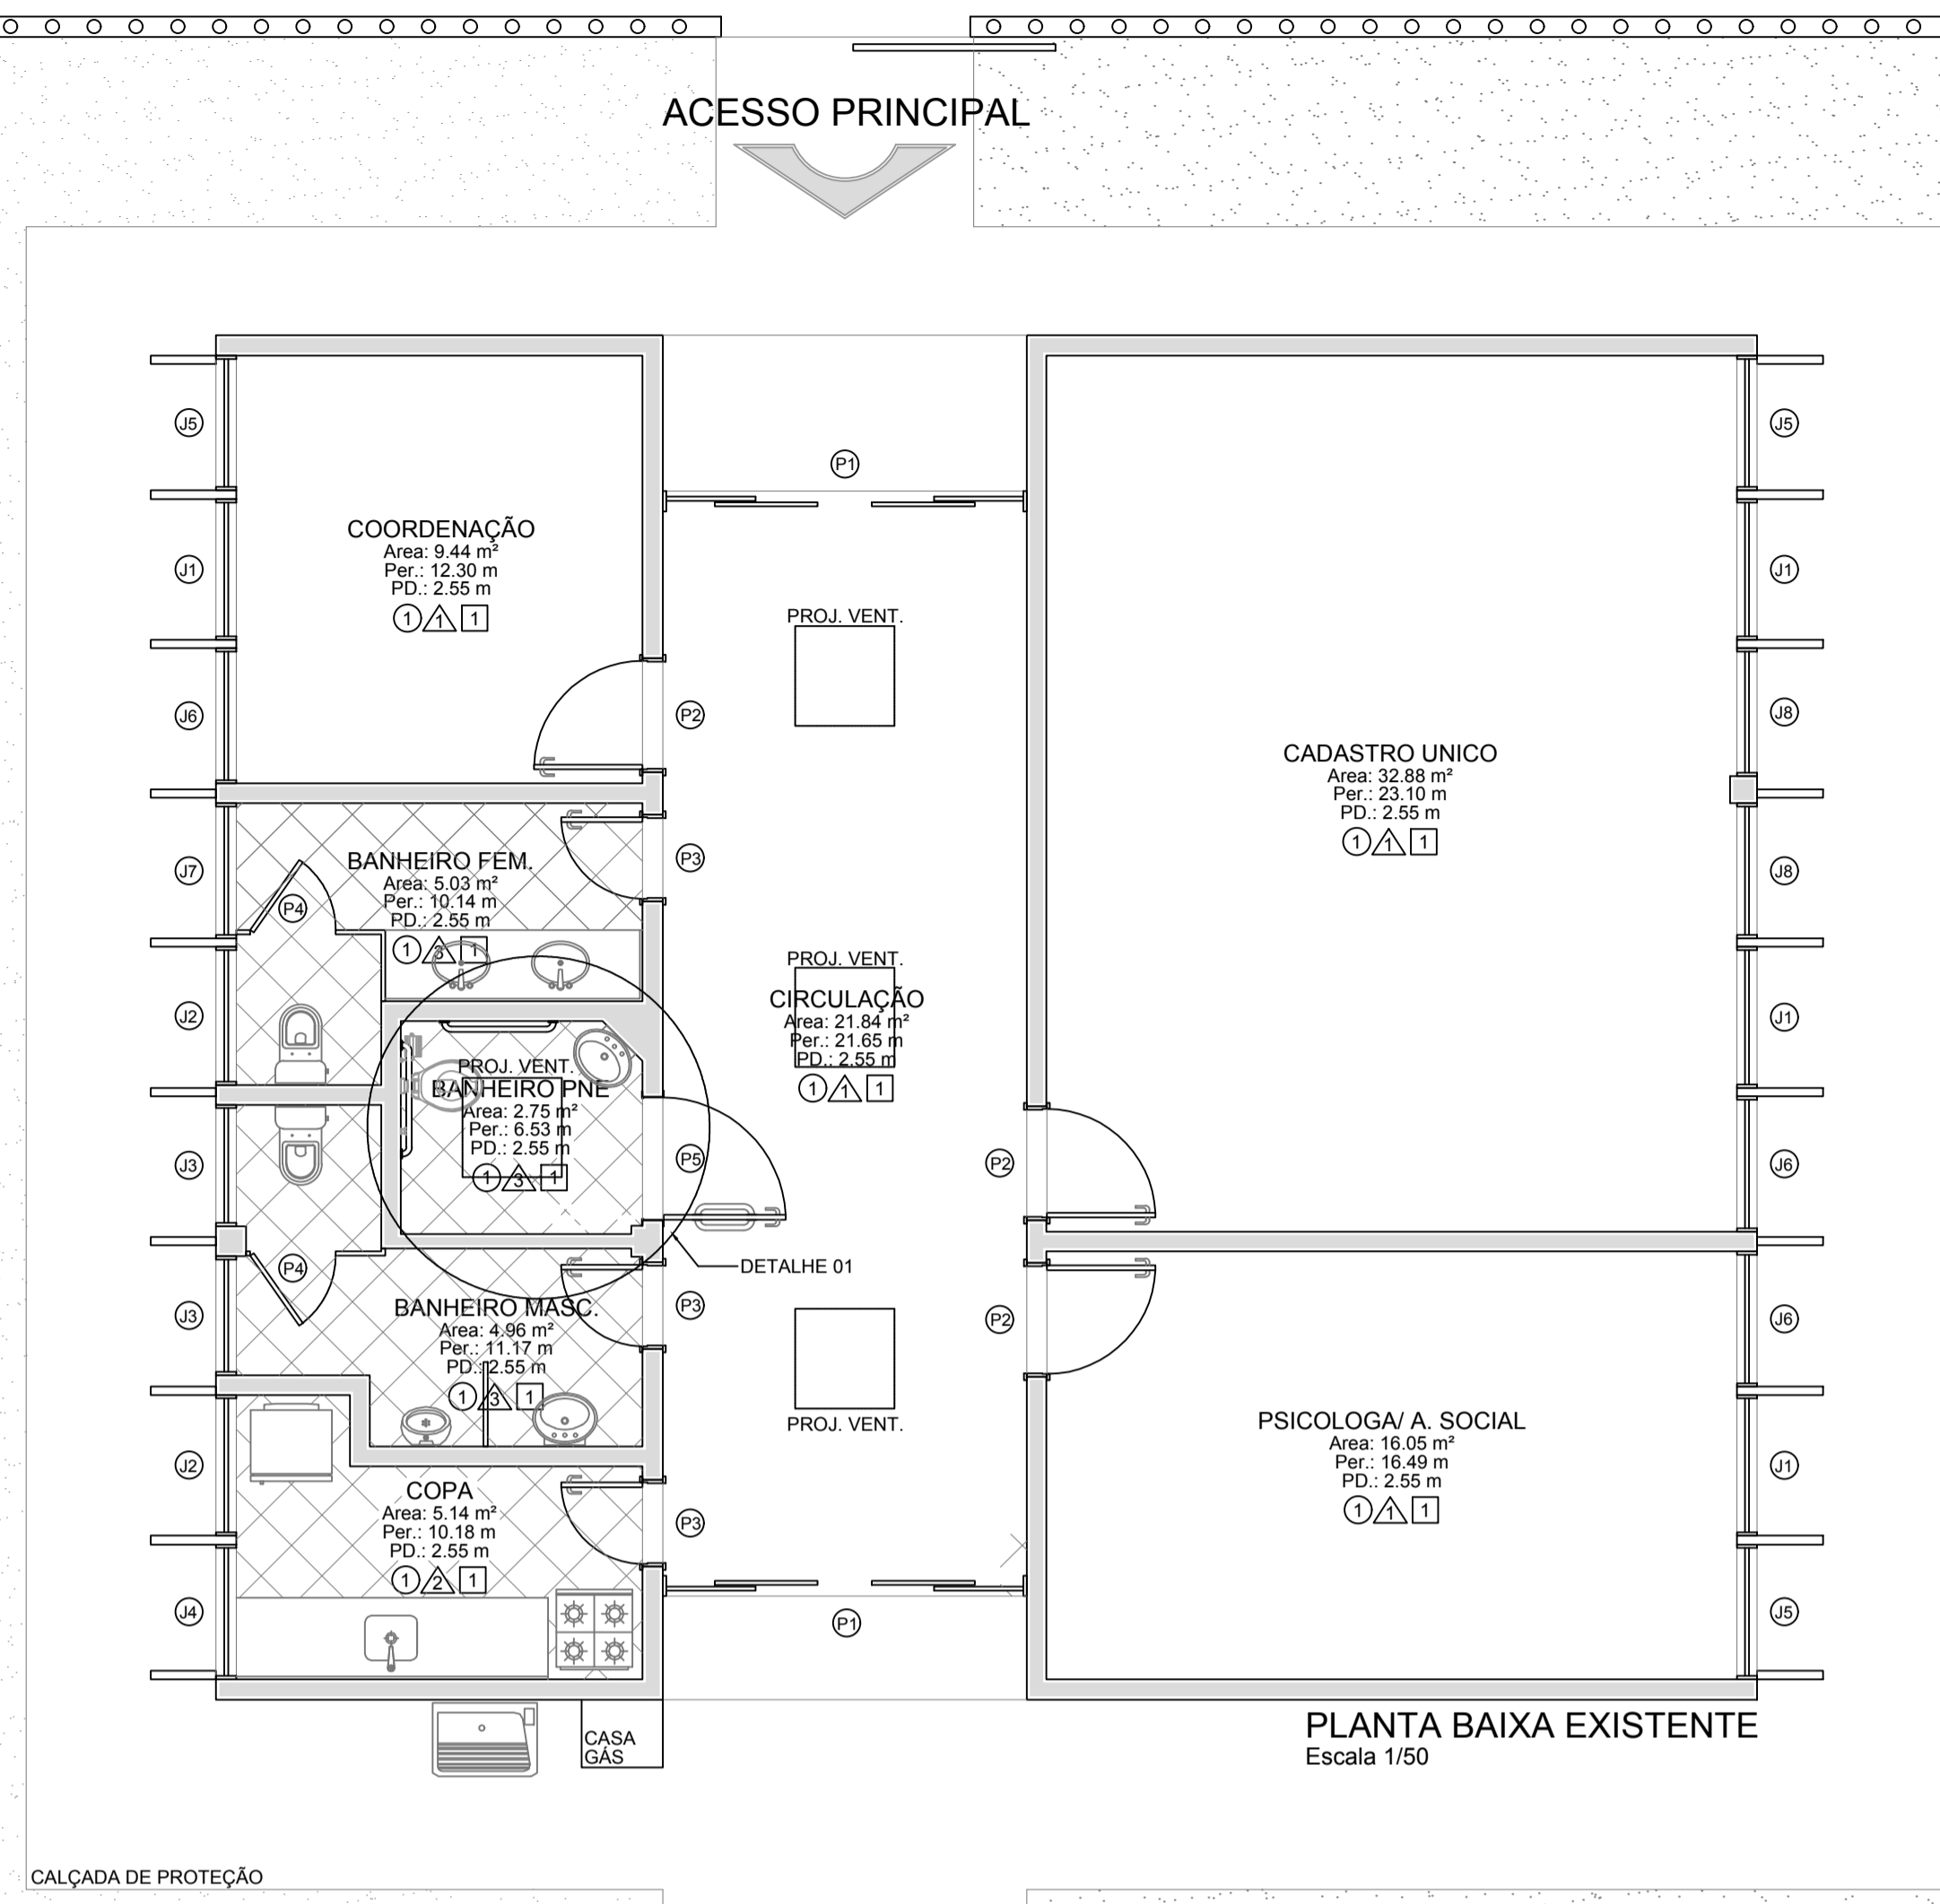 ACESSO PRINCIPAL
P1
J5
J1
J6
COORDENAÇÃO
Area: 9.44 m²
Per.: 12.30 m
PD.: 2.55 m
1 1 1
P2
PROJ. VENT.
J5
J1
J8
J8
J1
J6
CADASTRO UNICO
Area: 32.88 m²
Per.: 23.10 m
PD.: 2.55 m
1 1 1
J7
J2
BANHEIRO FEM.
Area: 5.03 m²
Per.: 10.14 m
PD.: 2.55 m
1 3 1
P4
P3
PROJ. VENT.
CIRCULAÇÃO
Area: 21.84 m²
Per.: 21.65 m
PD.: 2.55 m
1 1 1
PROJ. VENT.
BANHEIRO PNE
Area: 2.75 m²
Per.: 6.53 m
PD.: 2.55 m
1 3 1
P5
P2
DETALHE 01
J3
J3
P4
BANHEIRO MASC.
Area: 4.96 m²
Per.: 11.17 m
PD.: 2.55 m
1 3 1
P3
P2
PROJ. VENT.
J6
J1
J5
PSICOLOGA/ A. SOCIAL
Area: 16.05 m²
Per.: 16.49 m
PD.: 2.55 m
1 1 1
J2
J4
COPA
Area: 5.14 m²
Per.: 10.18 m
PD.: 2.55 m
1 2 1
P3
P1
CASA
GÁS
PLANTA BAIXA EXISTENTE
Escala 1/50
CALÇADA DE PROTEÇÃO